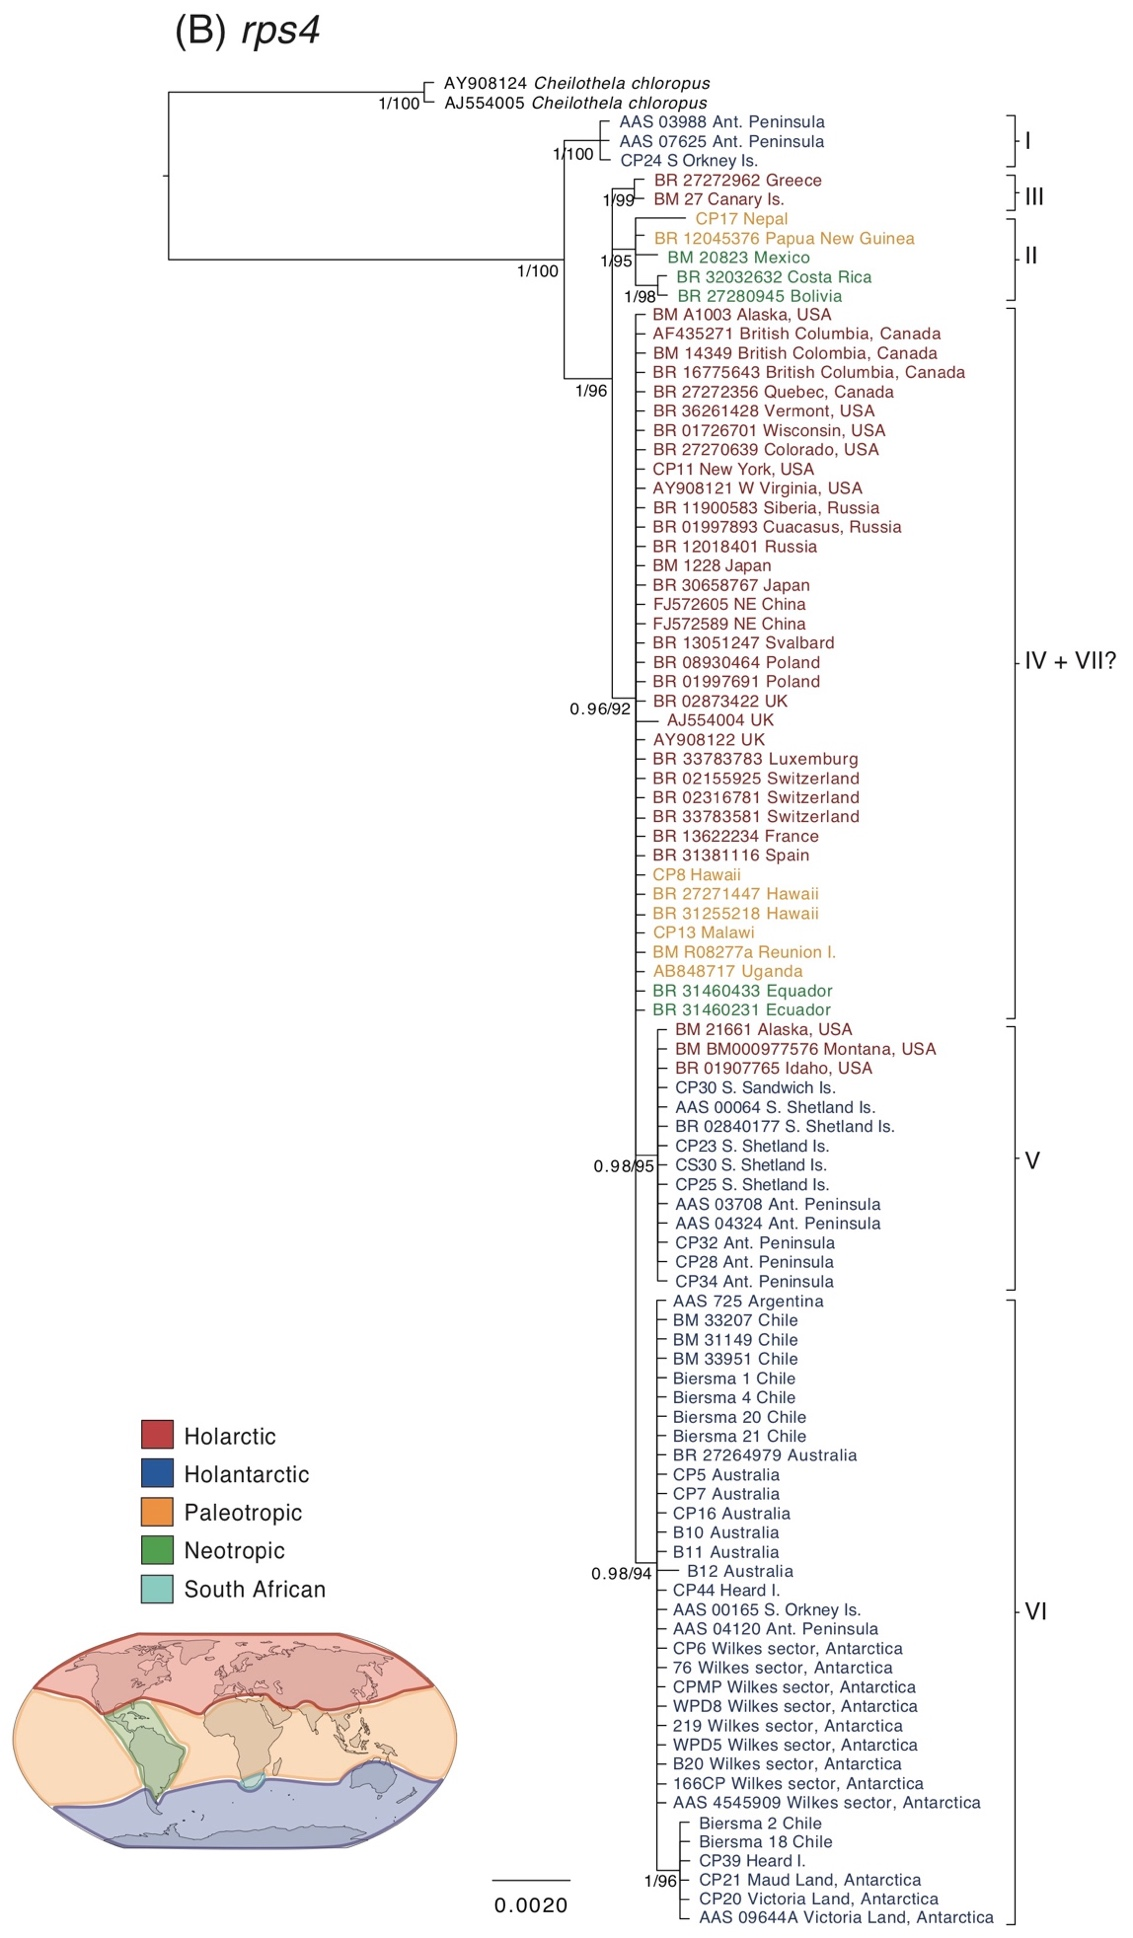 (B) rps4
AY908124 Cheilothela chloropus
1/100
AJ554005 Cheilothela chloropus
AAS 03988 Ant. Peninsula
AAS 07625 Ant. Peninsula
I
1/100
CP24 S Orkney Is.
BR 27272962 Greece
1/99
BM 27 Canary Is.
III
CP17 Nepal
BR 12045376 Papua New Guinea
1/95
BM 20823 Mexico
II
1/100
BR 32032632 Costa Rica
1/98
BR 27280945 Bolivia
BM A1003 Alaska, USA
AF435271 British Columbia, Canada
BM 14349 British Colombia, Canada
BR 16775643 British Columbia, Canada
1/96
BR 27272356 Quebec, Canada
BR 36261428 Vermont, USA
BR 01726701 Wisconsin, USA
BR 27270639 Colorado, USA
CP11 New York, USA
AY908121 W Virginia, USA
BR 11900583 Siberia, Russia
BR 01997893 Cuacasus, Russia
BR 12018401 Russia
BM 1228 Japan
BR 30658767 Japan
FJ572605 NE China
FJ572589 NE China
BR 13051247 Svalbard
BR 08930464 Poland
IV + VII?
BR 01997691 Poland
BR 02873422 UK
0.96/92
AJ554004 UK
AY908122 UK
BR 33783783 Luxemburg
BR 02155925 Switzerland
BR 02316781 Switzerland
BR 33783581 Switzerland
BR 13622234 France
BR 31381116 Spain
CP8 Hawaii
BR 27271447 Hawaii
BR 31255218 Hawaii
CP13 Malawi
BM R08277a Reunion I.
AB848717 Uganda
BR 31460433 Equador
BR 31460231 Ecuador
BM 21661 Alaska, USA
BM BM000977576 Montana, USA
BR 01907765 Idaho, USA
CP30 S. Sandwich Is.
AAS 00064 S. Shetland Is.
BR 02840177 S. Shetland Is.
CP23 S. Shetland Is.
0.98/95
CS30 S. Shetland Is.
V
CP25 S. Shetland Is.
AAS 03708 Ant. Peninsula
AAS 04324 Ant. Peninsula
CP32 Ant. Peninsula
CP28 Ant. Peninsula
CP34 Ant. Peninsula
AAS 725 Argentina
BM 33207 Chile
BM 31149 Chile
BM 33951 Chile
Biersma 1 Chile
Biersma 4 Chile
Biersma 20 Chile
Biersma 21 Chile
BR 27264979 Australia
CP5 Australia
CP7 Australia
CP16 Australia
B10 Australia
B11 Australia
0.98/94
B12 Australia
CP44 Heard I.
AAS 00165 S. Orkney Is.
VI
AAS 04120 Ant. Peninsula
CP6 Wilkes sector, Antarctica
76 Wilkes sector, Antarctica
CPMP Wilkes sector, Antarctica
WPD8 Wilkes sector, Antarctica
219 Wilkes sector, Antarctica
WPD5 Wilkes sector, Antarctica
B20 Wilkes sector, Antarctica
166CP Wilkes sector, Antarctica
AAS 4545909 Wilkes sector, Antarctica
Biersma 2 Chile
Biersma 18 Chile
CP39 Heard I.
1/96
CP21 Maud Land, Antarctica
CP20 Victoria Land, Antarctica
AAS 09644A Victoria Land, Antarctica
Holarctic
Holantarctic
Paleotropic
Neotropic
South African
0.0020